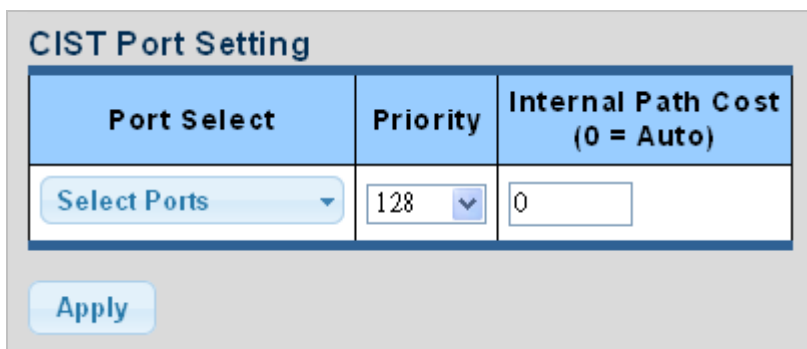 CIST Port Setting
Port Select
Priority
Internal Path Cost
(0 = Auto)
Select Ports
128
0
Apply